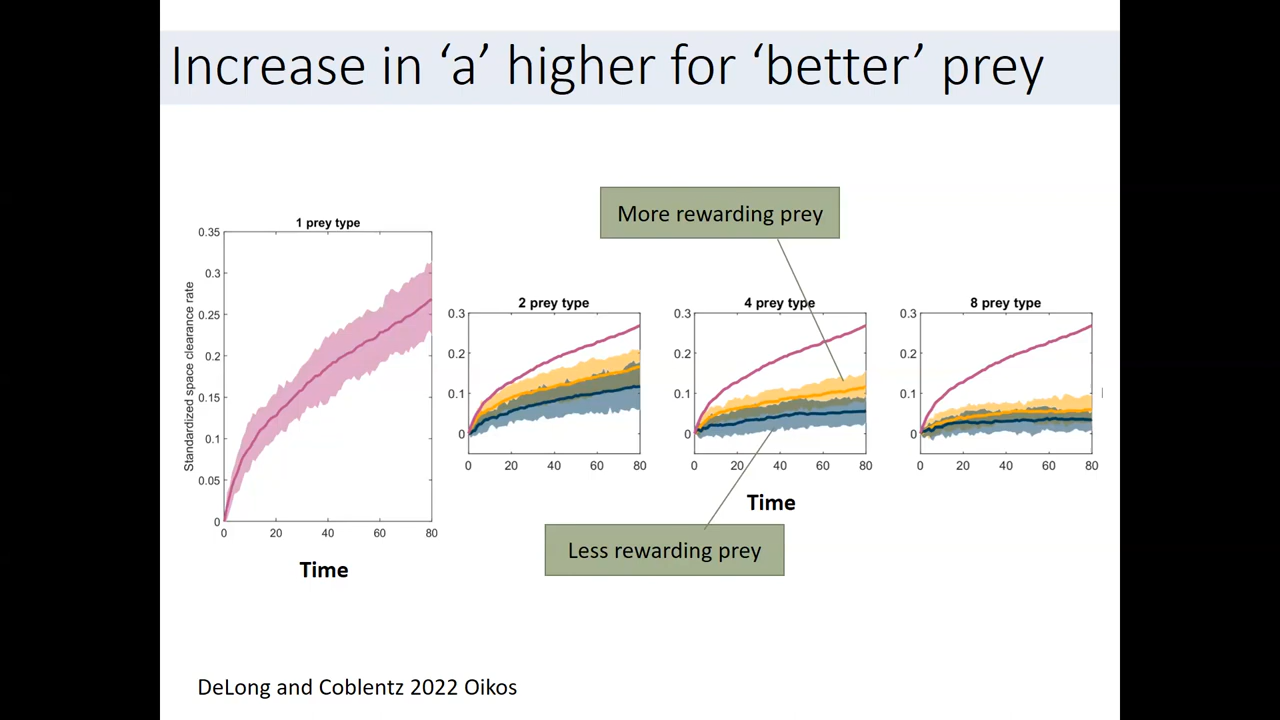 Increase in ‘a’ higher for ‘better’ prey
More rewarding prey
1 prey type
Standardized space clearance rate
0.35
0.3
0.25
0.2
0.15
0.1
0.05
0
0 20 40 60 80
Time
2 prey type
0.3
0.2
0.1
0
0 20 40 60 80
4 prey type
0.3
0.2
0.1
0
0 20 40 60 80
8 prey type
0.3
0.2
0.1
0
0 20 40 60 80
Time
Less rewarding prey
DeLong and Coblentz 2022 Oikos